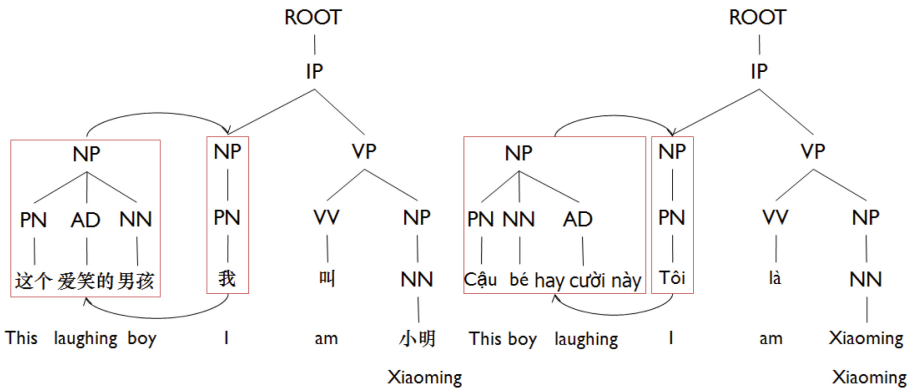 ROOT ROOT
IP IP
NP NP VP NP NP VP
PN AD NN PN VV NP PN NN AD PN VV NP
这个 爱笑的 男孩 我 叫 NN Cậu bé hay cười này Tôi là NN
This laughing boy I am 小明 This boy laughing I am Xiaoming
Xiaoming Xiaoming